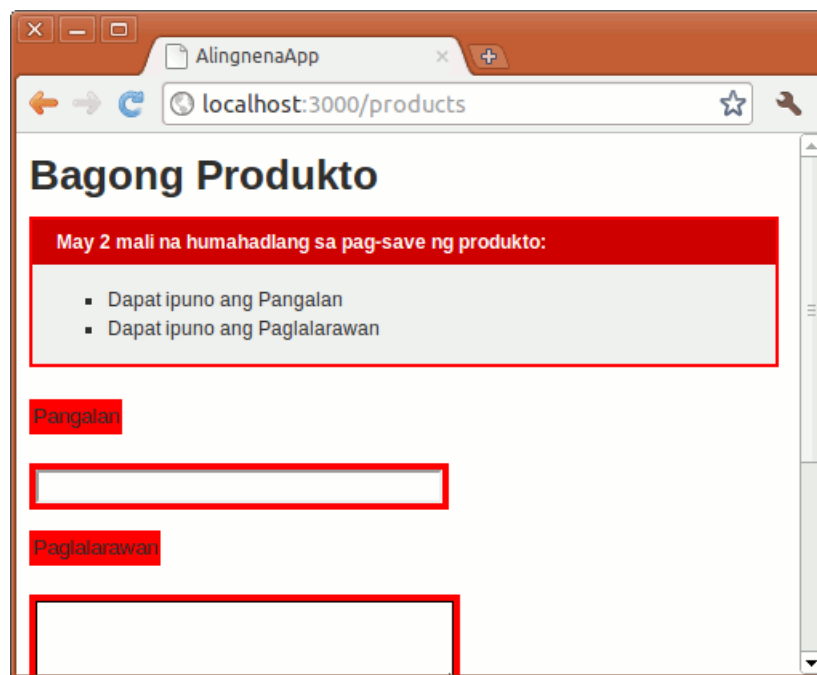 AlingnenaApp
localhost:3000/products
Bagong Produkto
May 2 mali na humahadlang sa pag-save ng produkto:
Dapat ipuno ang Pangalan
Dapat ipuno ang Paglalarawan
Pangalan
Paglalarawan